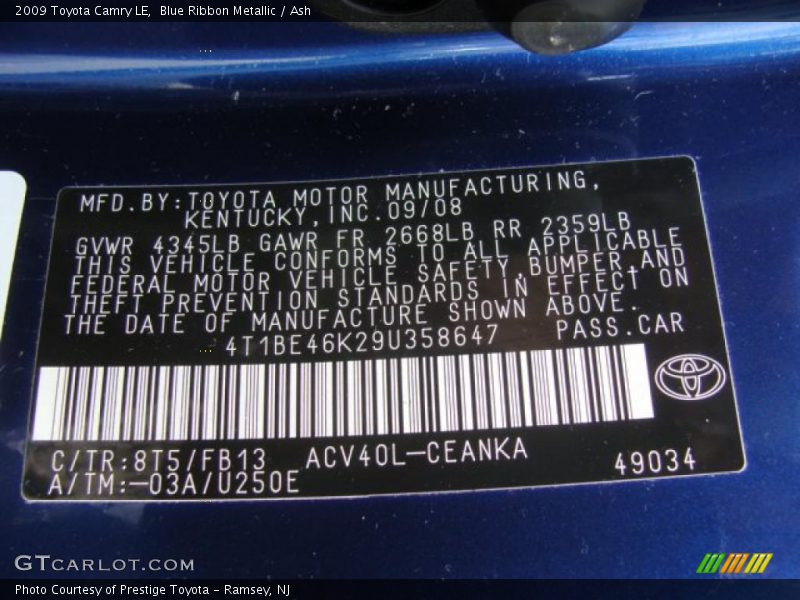 2009 Toyota Camry LE,  Blue Ribbon Metallic / Ash
MFD.BY:TOYOTA MOTOR MANUFACTURING,
KENTUCKY,INC.09/08
GVWR 4345LB GAWR FR 2668LB RR 2359LB
THIS VEHICLE CONFORMS TO ALL APPLICABLE
FEDERAL MOTOR VEHICLE SAFETY,BUMPER,AND
THEFT PREVENTION STANDARDS IN EFFECT ON
THE DATE OF MANUFACTURE SHOWN ABOVE.
4T1BE46K29U358647 PASS.CAR
C/TR:8T5/FB13 ACV40L-CEANKA 49034
A/TM:-03A/U250E
GTCARLOT.COM
Photo Courtesy of Prestige Toyota - Ramsey, NJ